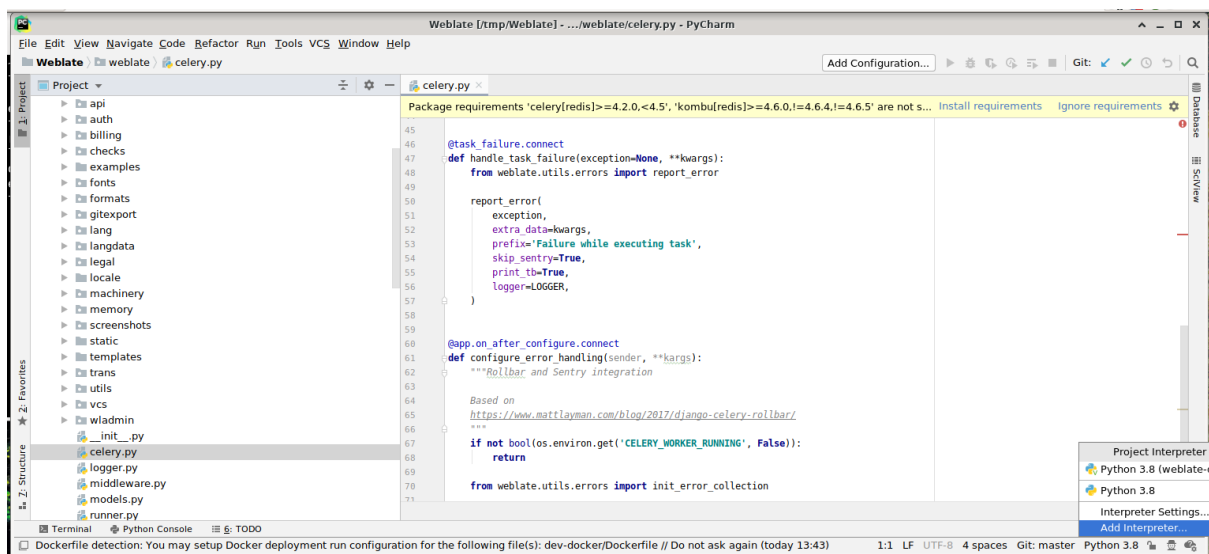 Weblate [/tmp/Weblate] - .../weblate/celery.py - PyCharm
File Edit View Navigate Code Refactor Run Tools VCS Window Help
Weblate weblate celery.py
Add Configuration... Git:
1: Project
Project
api
auth
billing
checks
examples
fonts
formats
gitexport
lang
langdata
legal
locale
machinery
memory
screenshots
static
templates
trans
utils
vcs
wladmin
__init__.py
celery.py
logger.py
middleware.py
models.py
runner.py
2: Favorites
Z: Structure
celery.py
Package requirements 'celery[redis]>=4.2.0,<4.5', 'kombu[redis]>=4.6.0,!=4.6.4,!=4.6.5' are not s... Install requirements Ignore requirements
45
46 @task_failure.connect
47 def handle_task_failure(exception=None, **kwargs):
48 from weblate.utils.errors import report_error
49
50 report_error(
51 exception,
52 extra_data=kwargs,
53 prefix='Failure while executing task',
54 skip_sentry=True,
55 print_tb=True,
56 logger=LOGGER,
57 )
58
59
60 @app.on_after_configure.connect
61 def configure_error_handling(sender, **kargs):
62 """Rollbar and Sentry integration
63
64 Based on
65 https://www.mattlayman.com/blog/2017/django-celery-rollbar/
66 """
67 if not bool(os.environ.get('CELERY_WORKER_RUNNING', False)):
68 return
69
70 from weblate.utils.errors import init_error_collection
71
Database
SciView
Project Interpreter
Python 3.8 (weblate-
Python 3.8
Interpreter Settings...
Add Interpreter...
Terminal Python Console 6: TODO
Dockerfile detection: You may setup Docker deployment run configuration for the following file(s): dev-docker/Dockerfile // Do not ask again (today 13:43) 1:1 LF UTF-8 4 spaces Git: master Python 3.8